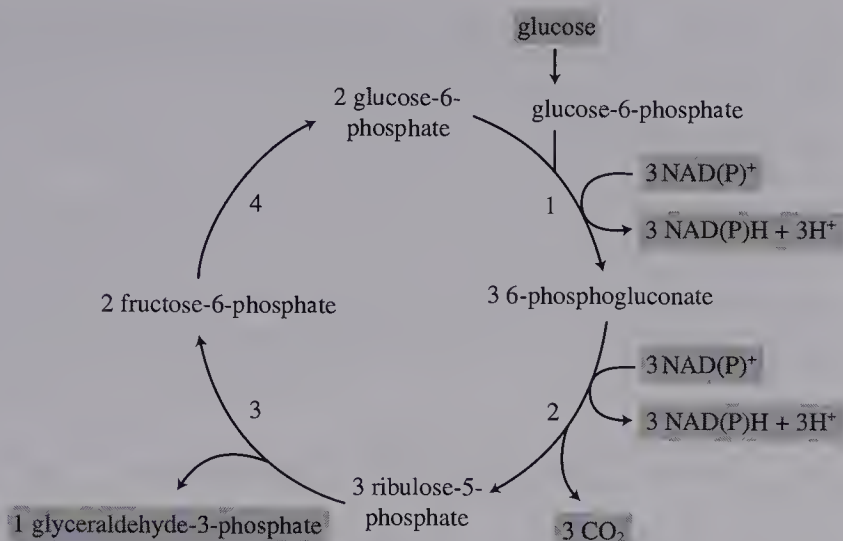 glucose
2 glucose-6-
phosphate
glucose-6-phosphate
4
1
3 NAD(P)⁺
3 NAD(P)H + 3H⁺
2 fructose-6-phosphate
3 6-phosphogluconate
3 NAD(P)⁺
3
2
3 NAD(P)H + 3H⁺
3 ribulose-5-
phosphate
1 glyceraldehyde-3-phosphate
3 CO₂